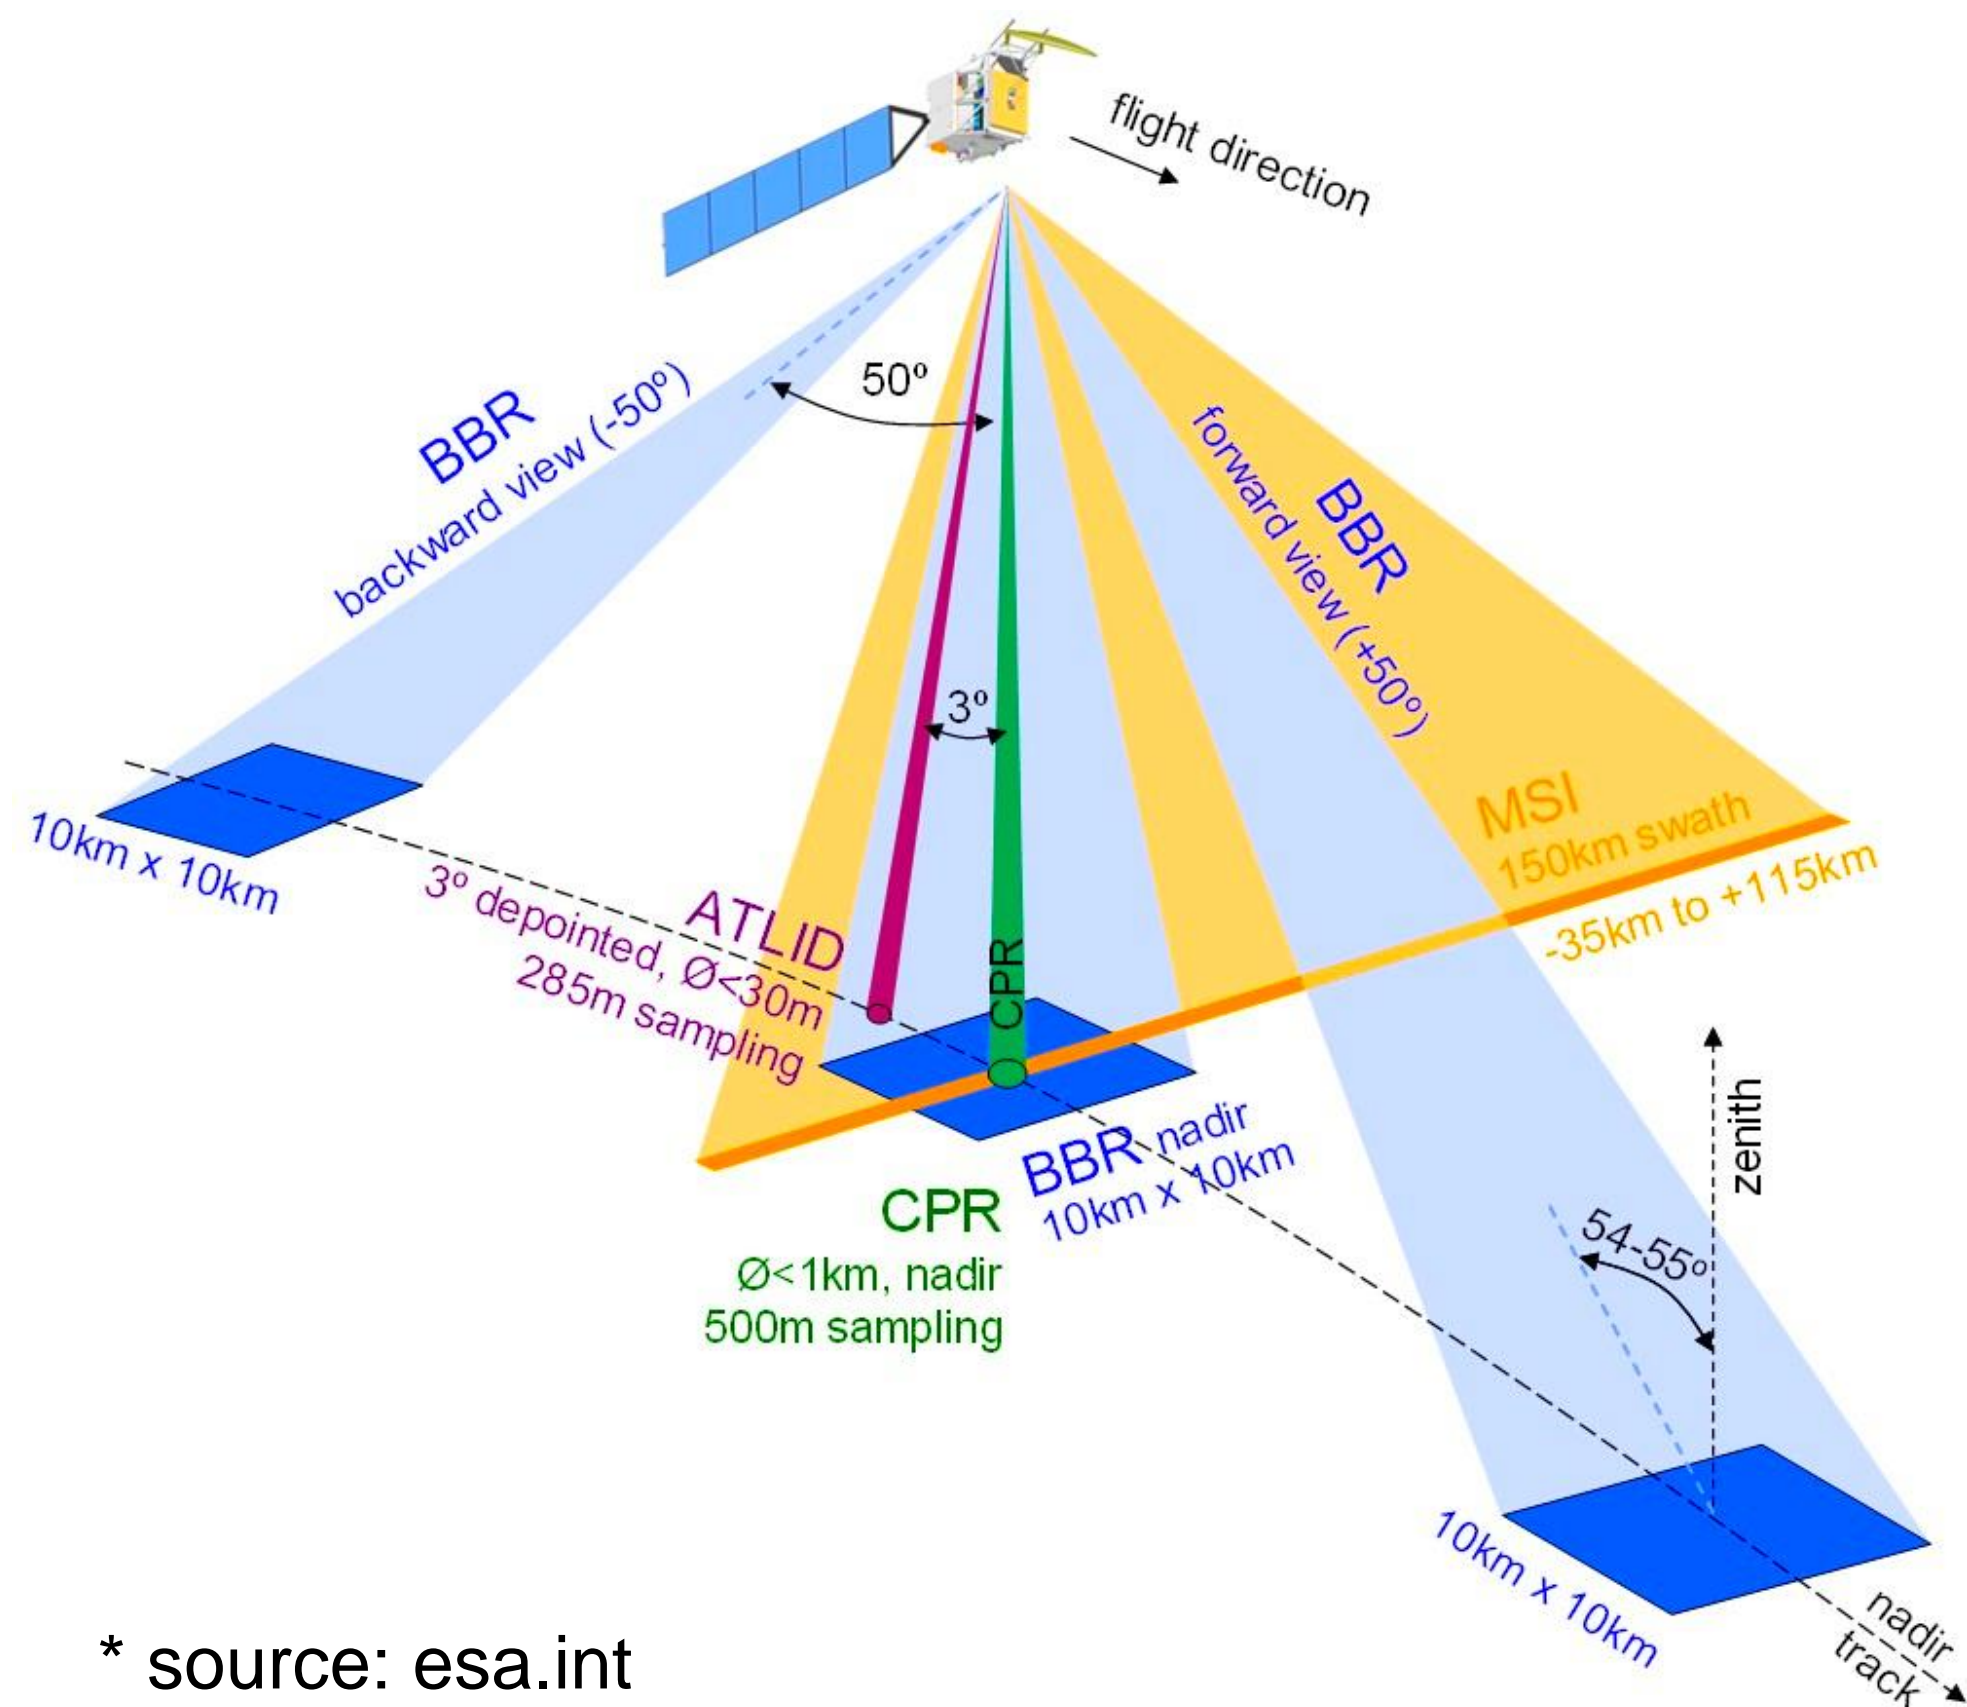 flight direction
50º
BBR
backward view (-50º)
BBR
forward view (+50º)
3º
MSI
150km swath
-35km to +115km
10km x 10km
ATLID
3º depointed, Ø<30m
285m sampling
CPR
BBR nadir
10km x 10km
CPR
Ø<1km, nadir
500m sampling
zenith
54-55º
10km x 10km
nadir
track
* source: esa.int